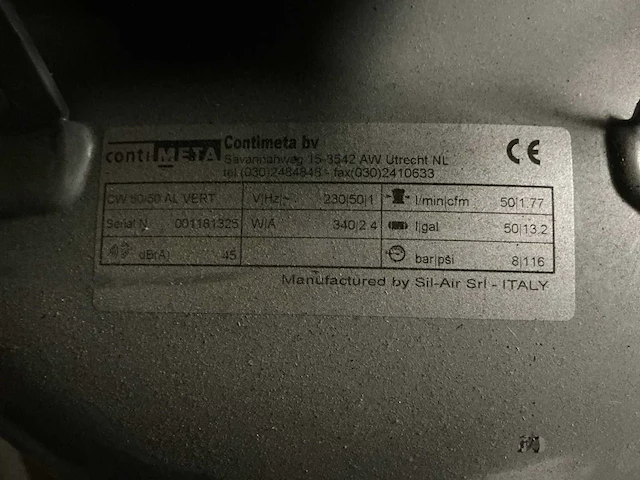 conti META
Contimeta bv
Savannahweg 15-3542 AW Utrecht NL
tel (030)2484848 - fax(030)2410633
CE
CW 50/50 AL VERT V|Hz|~ 230|50|1 l/min|cfm 50|1.77
Serial N. 001181325 W/A 340|2.4 l|gal 50|13.2
dB(A) 45 bar|psi 8|116
Manufactured by Sil-Air Srl - ITALY